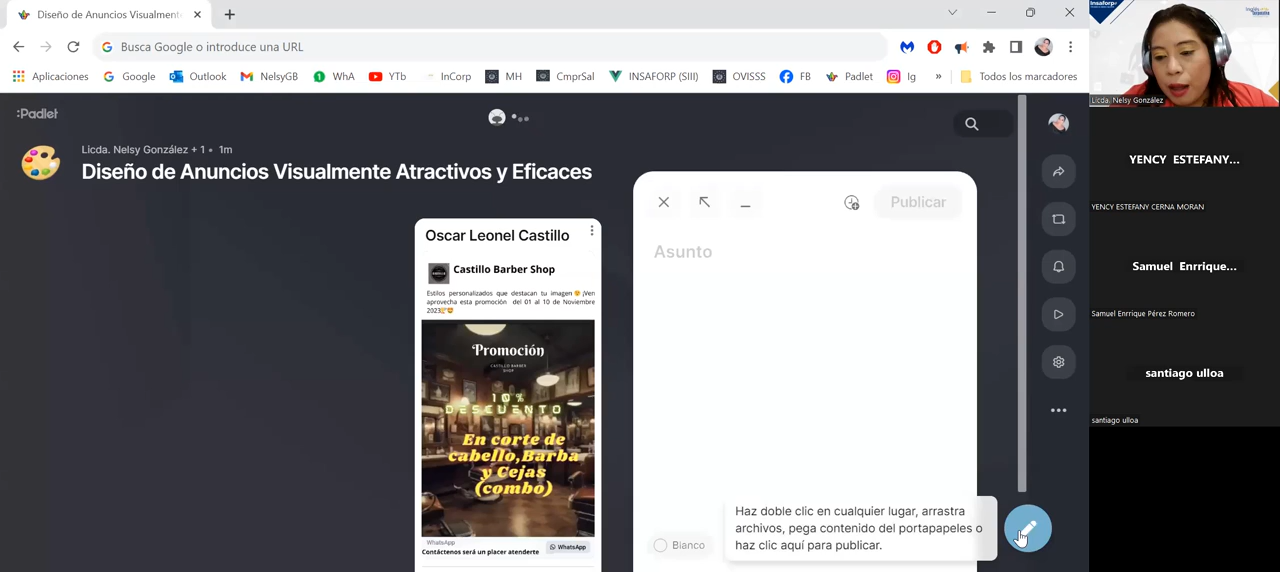 Diseño de Anuncios Visualmente
Busca Google o introduce una URL
Aplicaciones Google Outlook NelsyGB WhA YTb InCorp MH CmprSal INSAFORP (SIII) OVISSS FB Padlet Ig » Todos los marcadores
:Padlet
Licda. Nelsy González + 1 • 1m
Diseño de Anuncios Visualmente Atractivos y Eficaces
Oscar Leonel Castillo
Castillo Barber Shop
Estilos personalizados que destacan tu imagen ¡Ven
aprovecha esta promoción del 01 al 10 de Noviembre
2023
Promoción
CASTILLO BARBER
SHOP
10%
DESCUENTO
En corte de
cabello,Barba
y Cejas
(combo)
WhatsApp
Contáctenos será un placer atenderte
WhatsApp
Publicar
Asunto
Blanco
Haz doble clic en cualquier lugar, arrastra
archivos, pega contenido del portapapeles o
haz clic aquí para publicar.
Insaforp
Licda. Nelsy González
YENCY ESTEFANY...
YENCY ESTEFANY CERNA MORAN
Samuel Enrrique...
Samuel Enrrique Pérez Romero
santiago ulloa
santiago ulloa